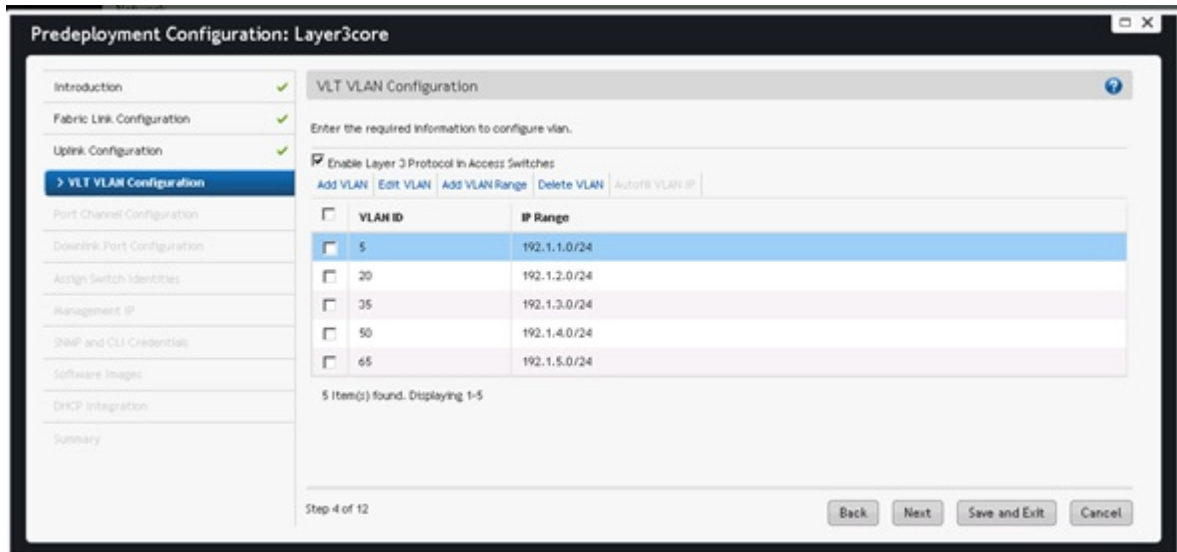 Predeployment Configuration: Layer3core
Introduction
Fabric Link Configuration
Uplink Configuration
> VLT VLAN Configuration
Port Channel Configuration
Downlink Port Configuration
Assign Switch Identities
Management IP
SNMP and CLI Credentials
Software Images
DHCP Integration
Summary
VLT VLAN Configuration
?
Enter the required information to configure vlan.
Enable Layer 3 Protocol in Access Switches
Add VLAN Edit VLAN Add VLAN Range Delete VLAN Autofill VLAN IP
VLAN ID IP Range
5 192.1.1.0/24
20 192.1.2.0/24
35 192.1.3.0/24
50 192.1.4.0/24
65 192.1.5.0/24
5 item(s) found. Displaying 1-5
Step 4 of 12
Back Next Save and Exit Cancel